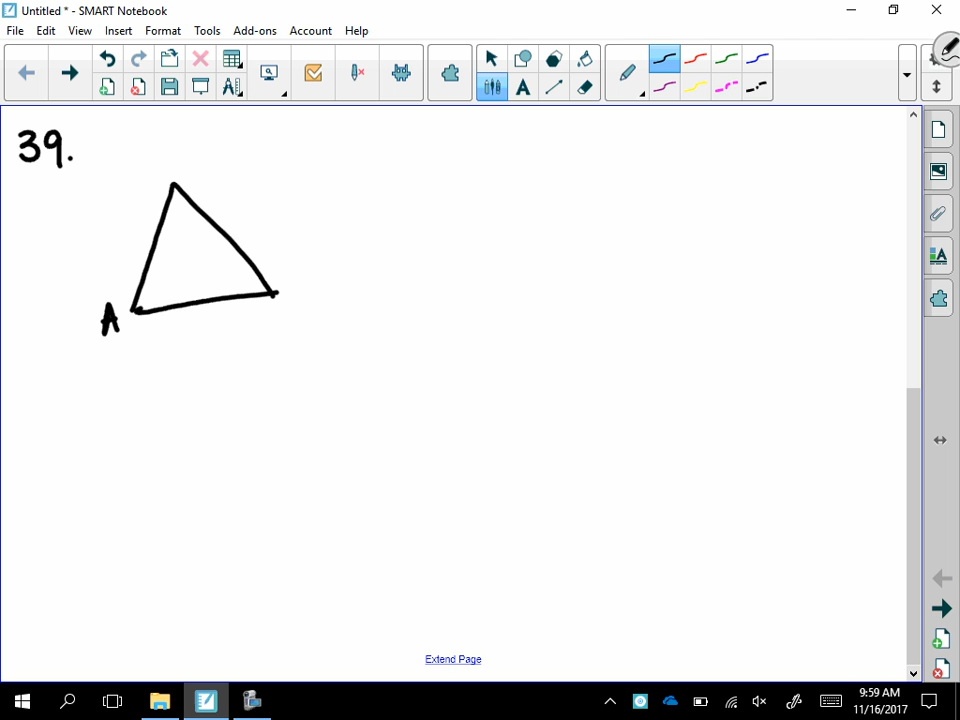 Untitled * - SMART Notebook
File Edit View Insert Format Tools Add-ons Account Help
39.
A
Extend Page
9:59 AM
11/16/2017